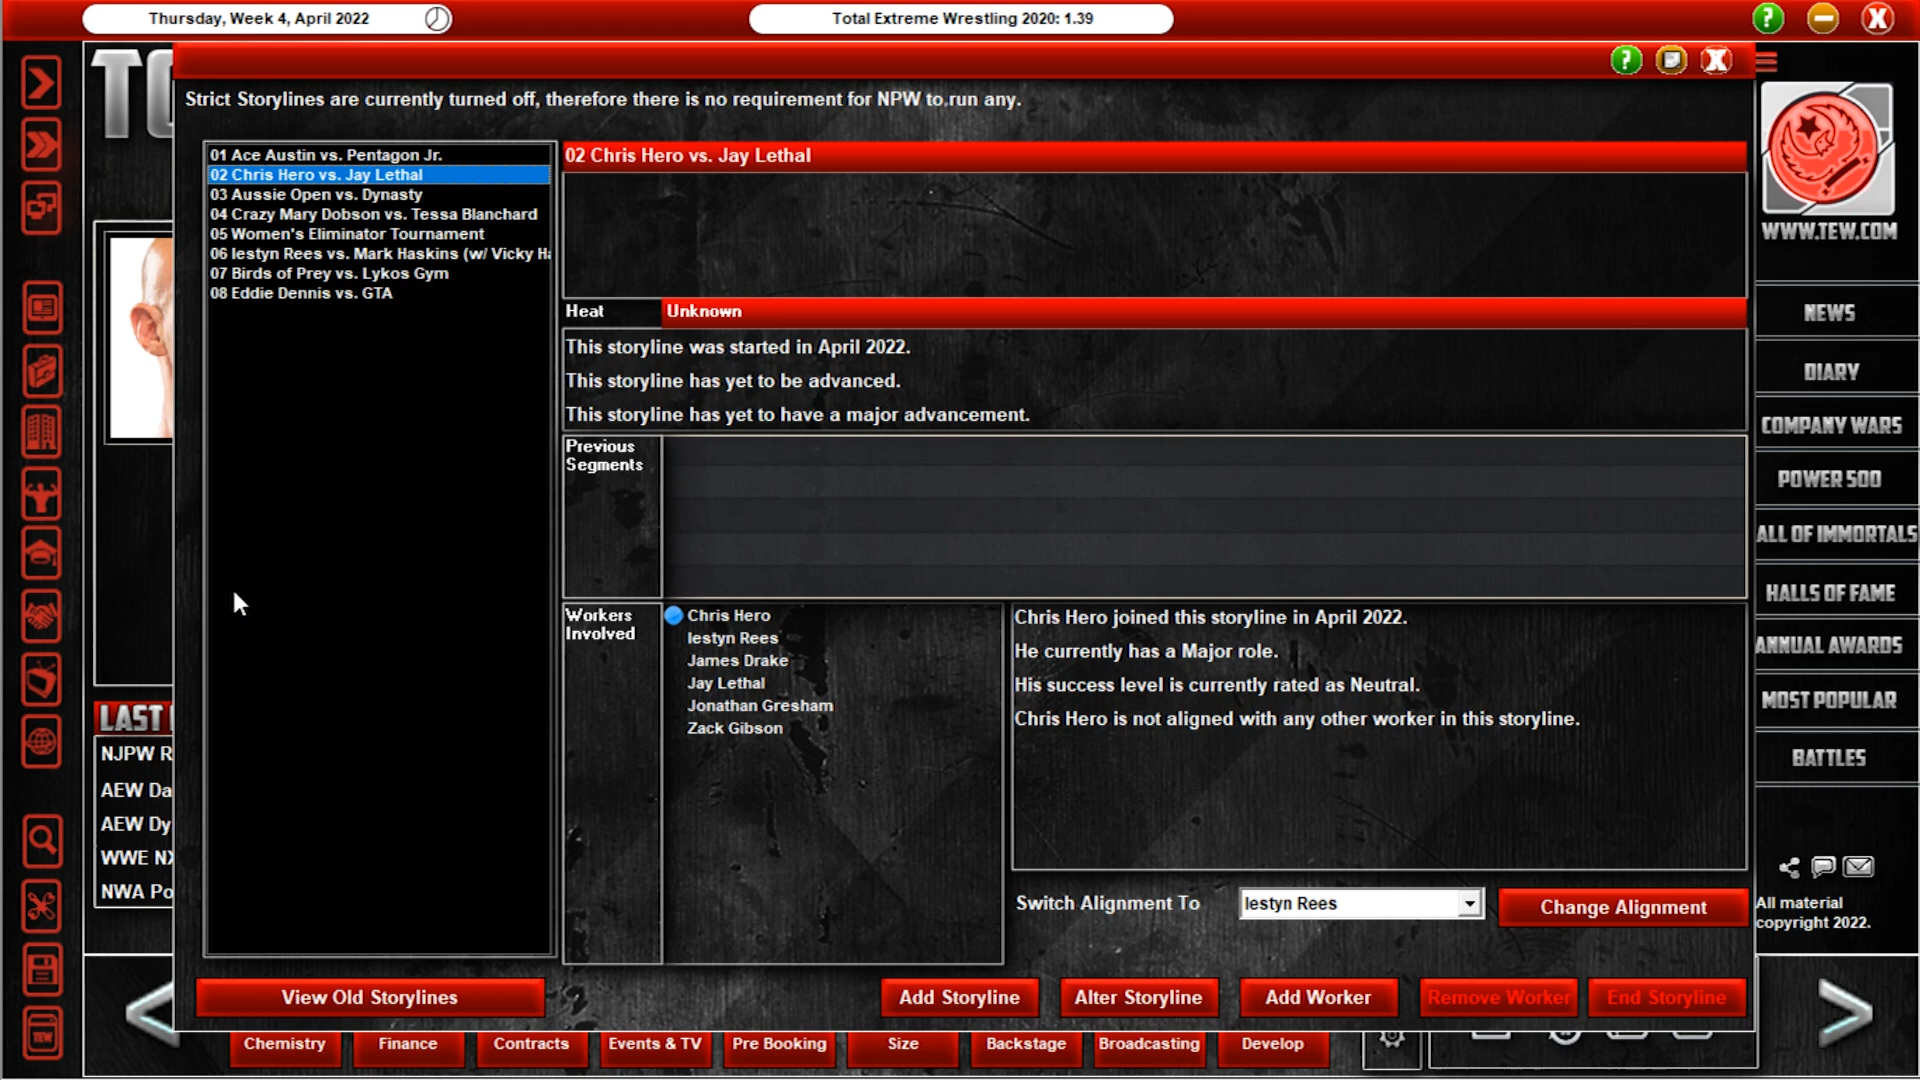 Thursday, Week 4, April 2022
Total Extreme Wrestling 2020: 1.39
Strict Storylines are currently turned off, therefore there is no requirement for NPW to run any.
01 Ace Austin vs. Pentagon Jr.
02 Chris Hero vs. Jay Lethal
03 Aussie Open vs. Dynasty
04 Crazy Mary Dobson vs. Tessa Blanchard
05 Women's Eliminator Tournament
06 Iestyn Rees vs. Mark Haskins (w/ Vicky Ha
07 Birds of Prey vs. Lykos Gym
08 Eddie Dennis vs. GTA
02 Chris Hero vs. Jay Lethal
Heat
Unknown
This storyline was started in April 2022.
This storyline has yet to be advanced.
This storyline has yet to have a major advancement.
Previous
Segments
Workers
Involved
Chris Hero
Iestyn Rees
James Drake
Jay Lethal
Jonathan Gresham
Zack Gibson
Chris Hero joined this storyline in April 2022.
He currently has a Major role.
His success level is currently rated as Neutral.
Chris Hero is not aligned with any other worker in this storyline.
Switch Alignment To
Iestyn Rees
Change Alignment
View Old Storylines
Add Storyline
Alter Storyline
Add Worker
Remove Worker
End Storyline
LAST
NJPW R
AEW Da
AEW Dy
WWE NX
NWA Po
WWW.TEW.COM
NEWS
DIARY
COMPANY WARS
POWER 500
ALL OF IMMORTALS
HALLS OF FAME
ANNUAL AWARDS
MOST POPULAR
BATTLES
All material
copyright 2022.
Chemistry
Finance
Contracts
Events & TV
Pre Booking
Size
Backstage
Broadcasting
Develop
TEW